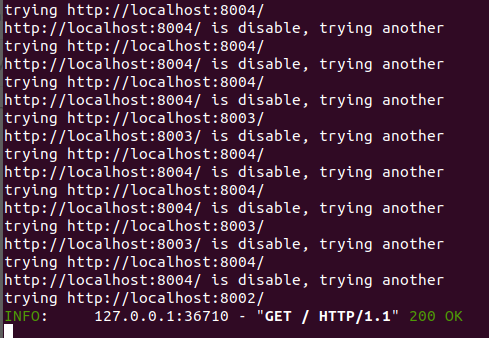 trying http://localhost:8004/
http://localhost:8004/ is disable, trying another
trying http://localhost:8004/
http://localhost:8004/ is disable, trying another
trying http://localhost:8004/
http://localhost:8004/ is disable, trying another
trying http://localhost:8003/
http://localhost:8003/ is disable, trying another
trying http://localhost:8004/
http://localhost:8004/ is disable, trying another
trying http://localhost:8004/
http://localhost:8004/ is disable, trying another
trying http://localhost:8003/
http://localhost:8003/ is disable, trying another
trying http://localhost:8004/
http://localhost:8004/ is disable, trying another
trying http://localhost:8002/
INFO:     127.0.0.1:36710 - "GET / HTTP/1.1" 200 OK